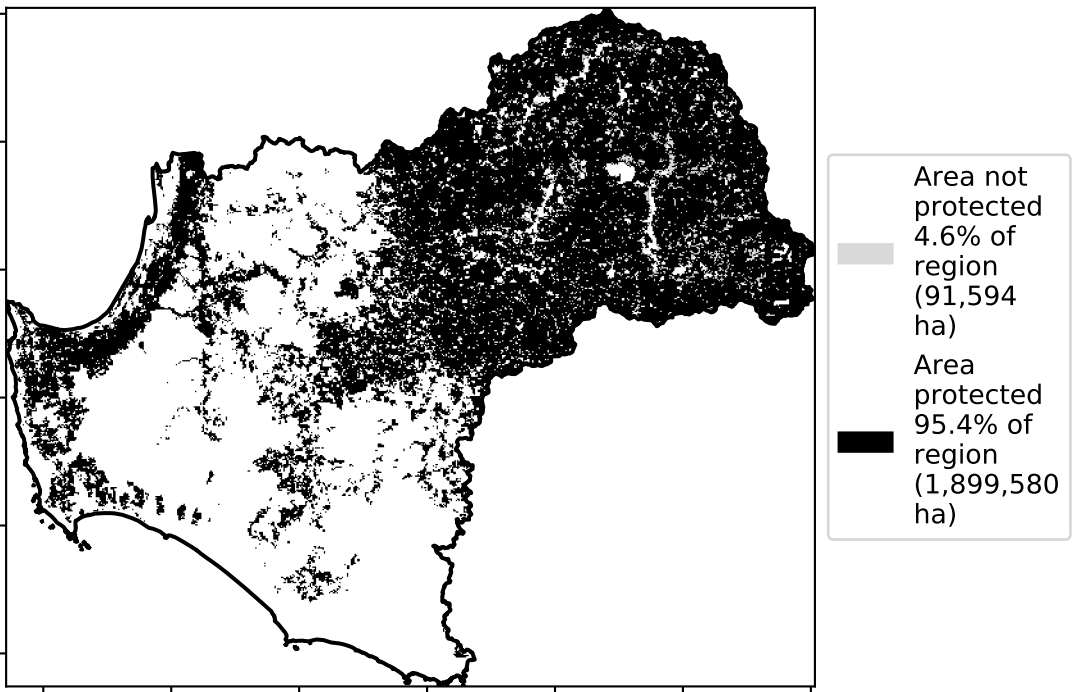 Area not
protected
4.6% of
region
(91,594
ha)
Area
protected
95.4% of
region
(1,899,580
ha)